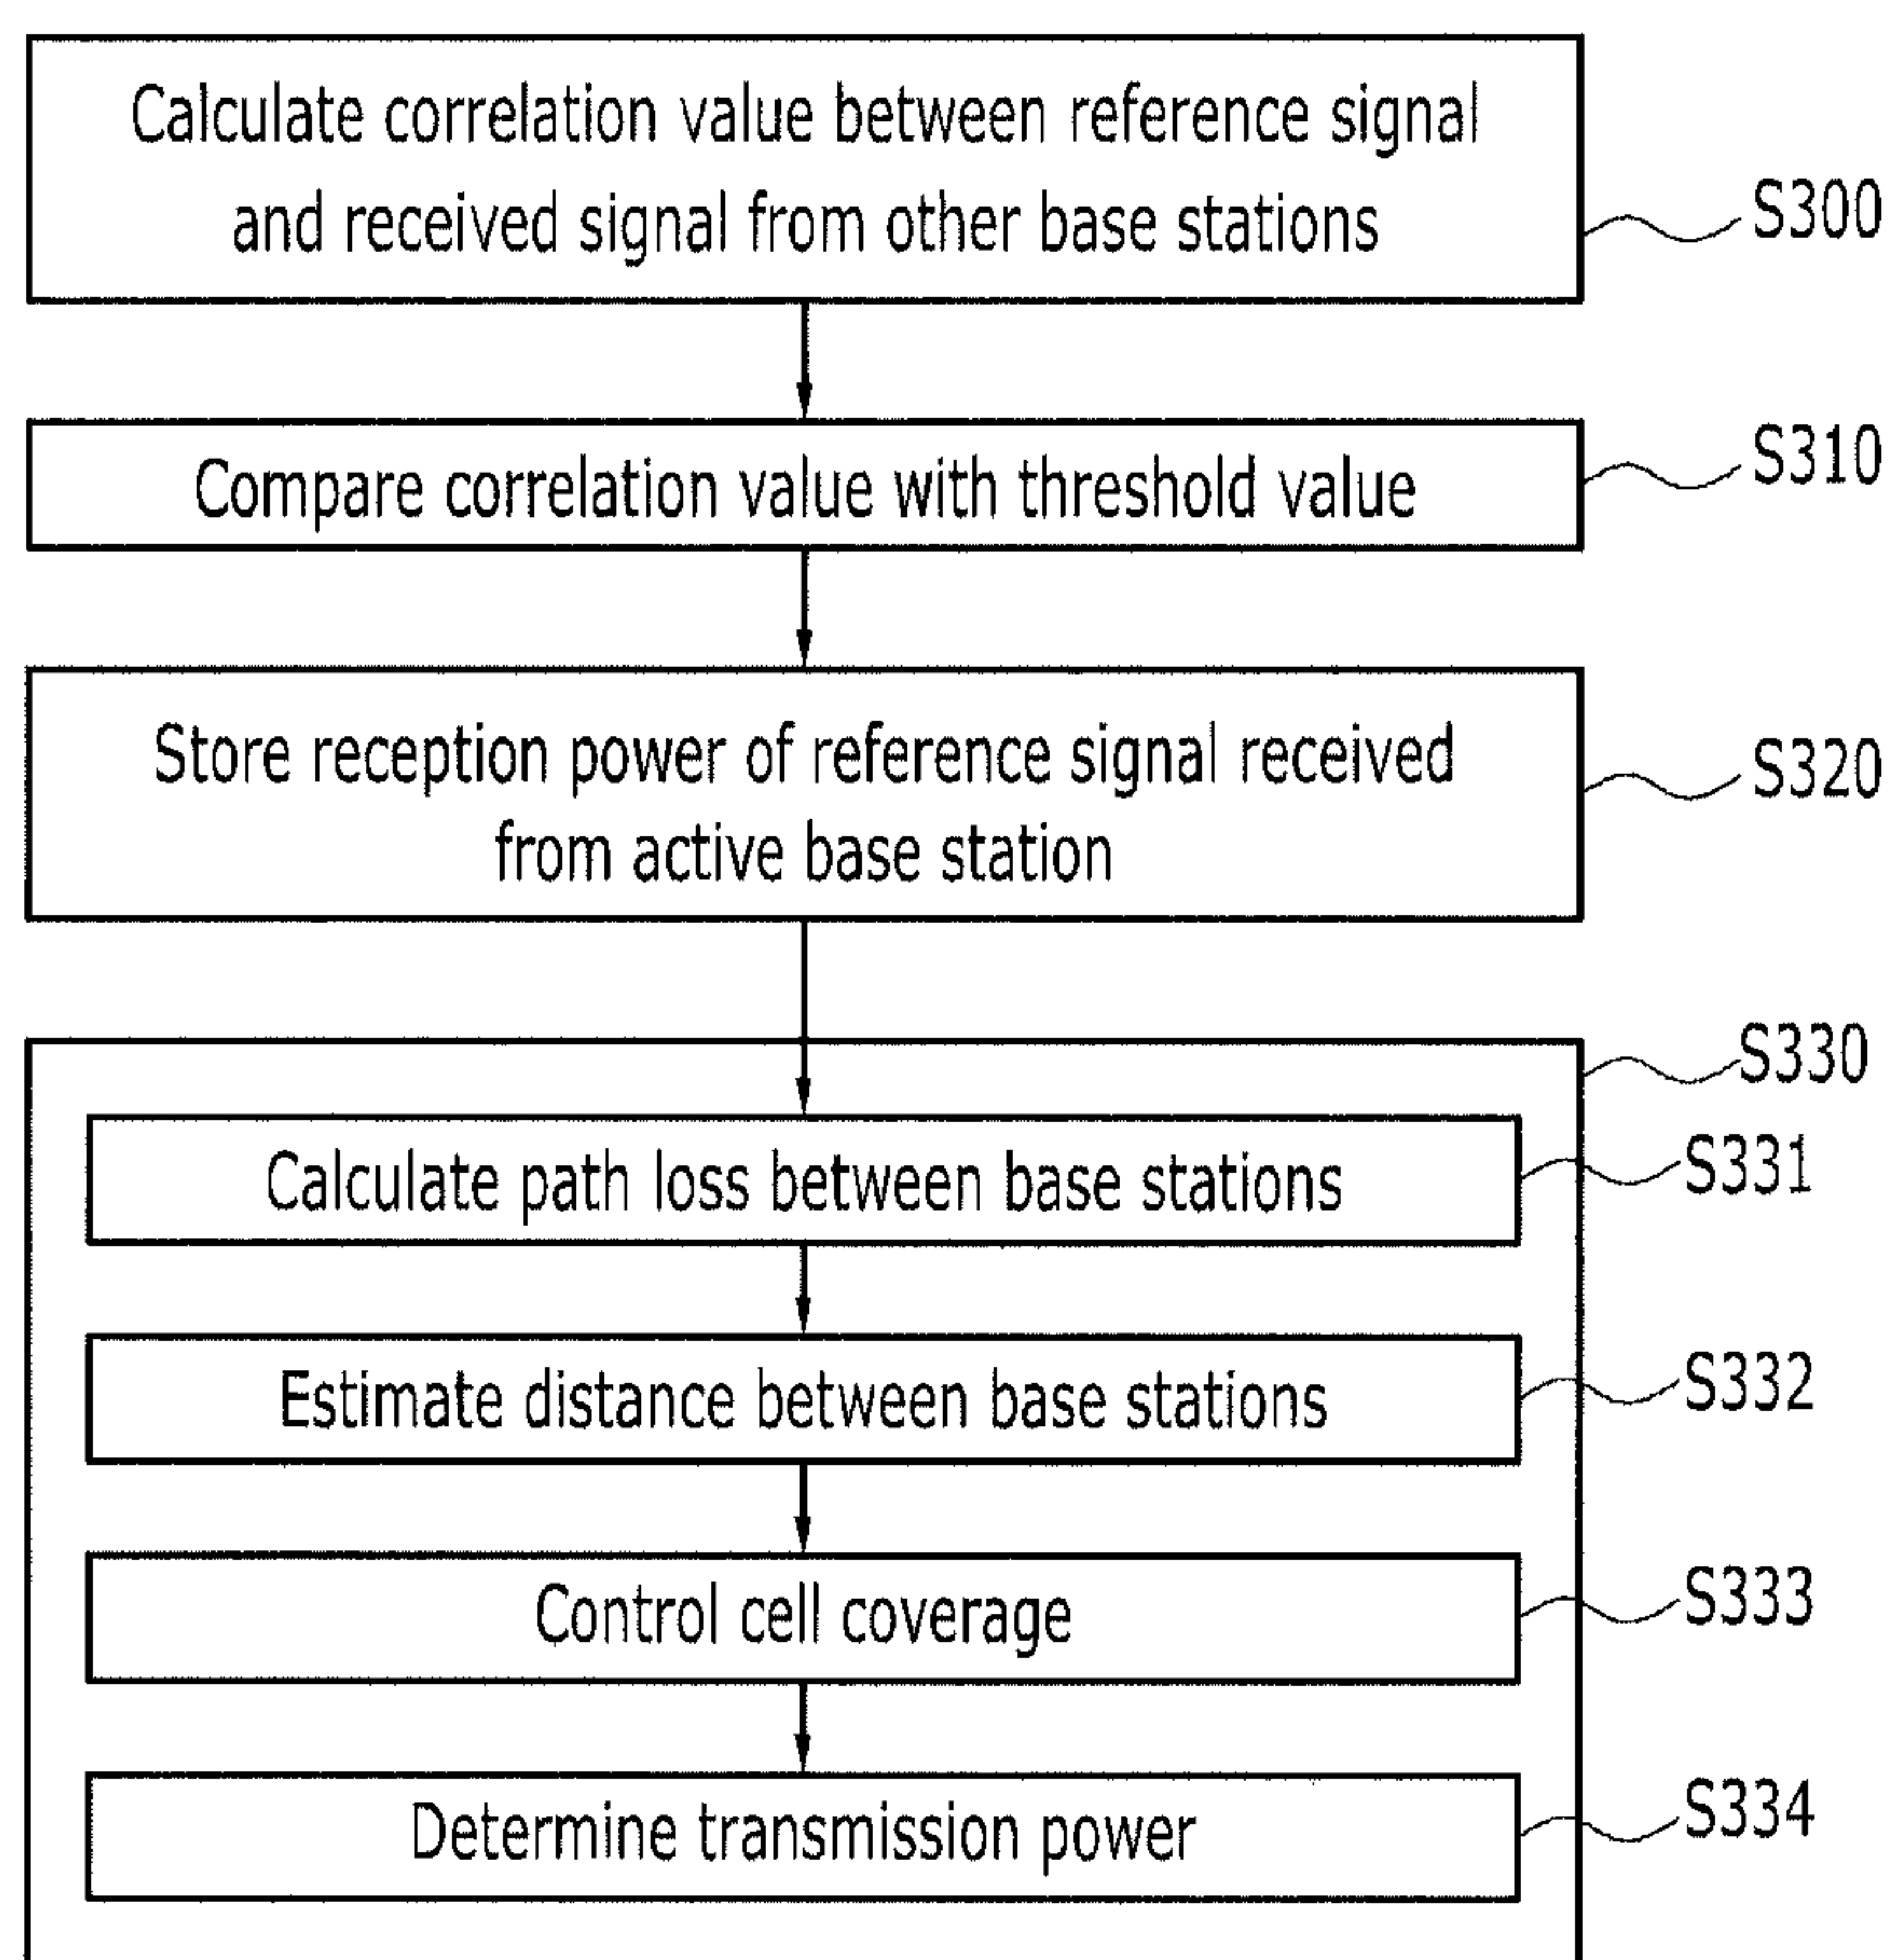 Calculate correlation value between reference signal
and received signal from other base stations
S300
Compare correlation value with threshold value
S310
Store reception power of reference signal received
from active base station
S320
S330
Calculate path loss between base stations
S331
Estimate distance between base stations
S332
Control cell coverage
S333
Determine transmission power
S334